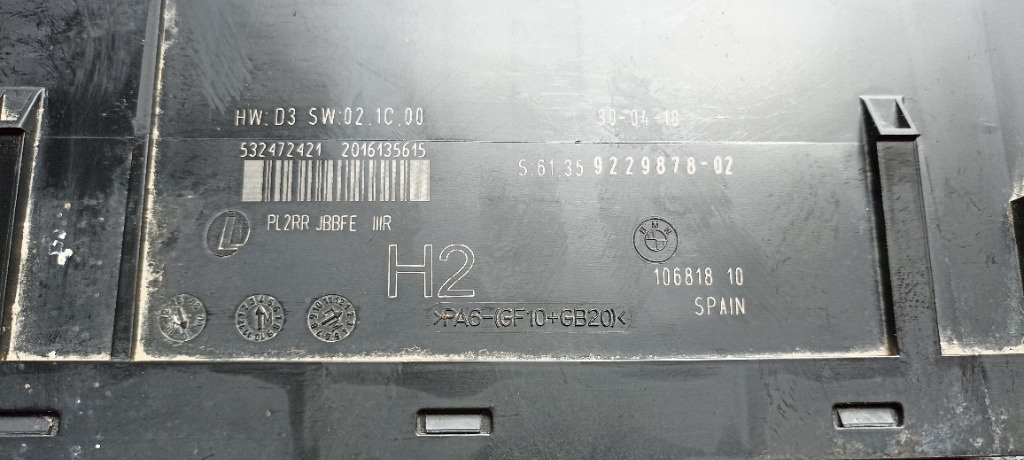 HW:D3 SW:02.1C.00
30-04-10
532472421 2016135615
S:61.35 9229878-02
PL2RR JBBFE IIIR
L
BMW
H2
106818 10
SPAIN
>PA6-(GF10+GB20)<